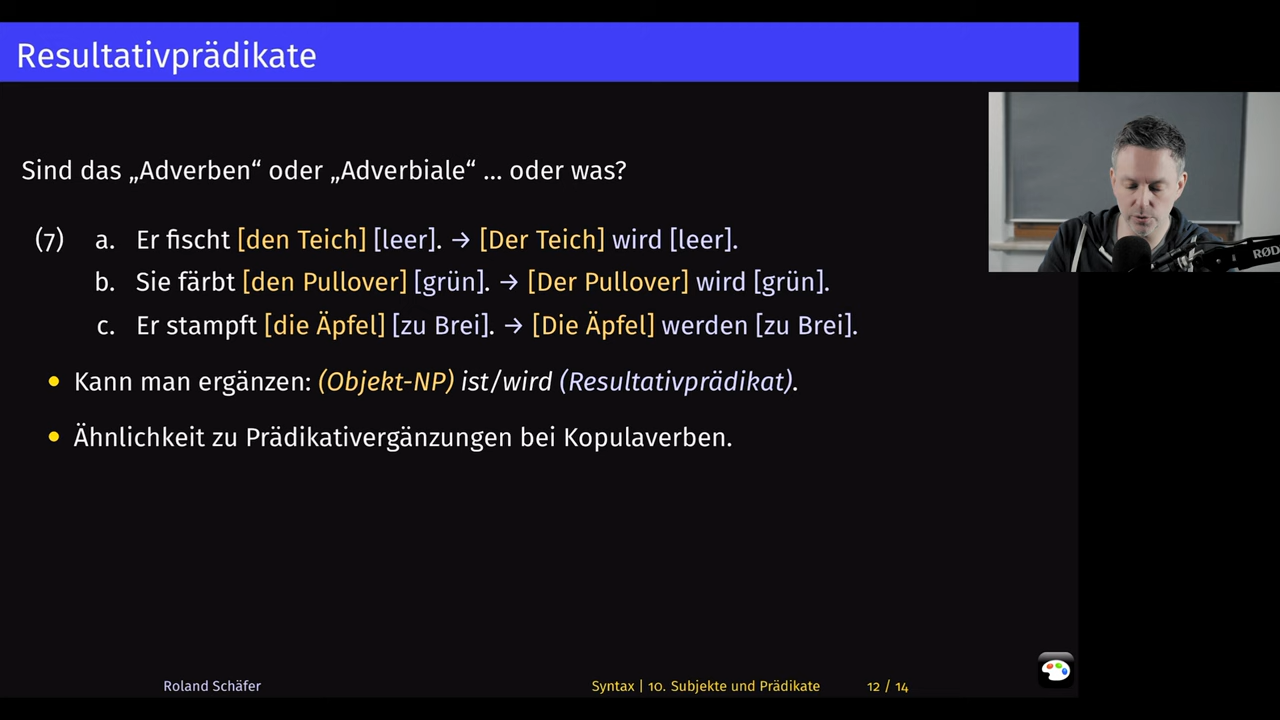 Resultativprädikate
Sind das „Adverben“ oder „Adverbiale“ … oder was?
(7) a. Er fischt [den Teich] [leer]. → [Der Teich] wird [leer].
b. Sie färbt [den Pullover] [grün]. → [Der Pullover] wird [grün].
c. Er stampft [die Äpfel] [zu Brei]. → [Die Äpfel] werden [zu Brei].
• Kann man ergänzen: (Objekt-NP) ist/wird (Resultativprädikat).
• Ähnlichkeit zu Prädikativergänzungen bei Kopulaverben.
RØD
Roland Schäfer
Syntax | 10. Subjekte und Prädikate
12 / 14